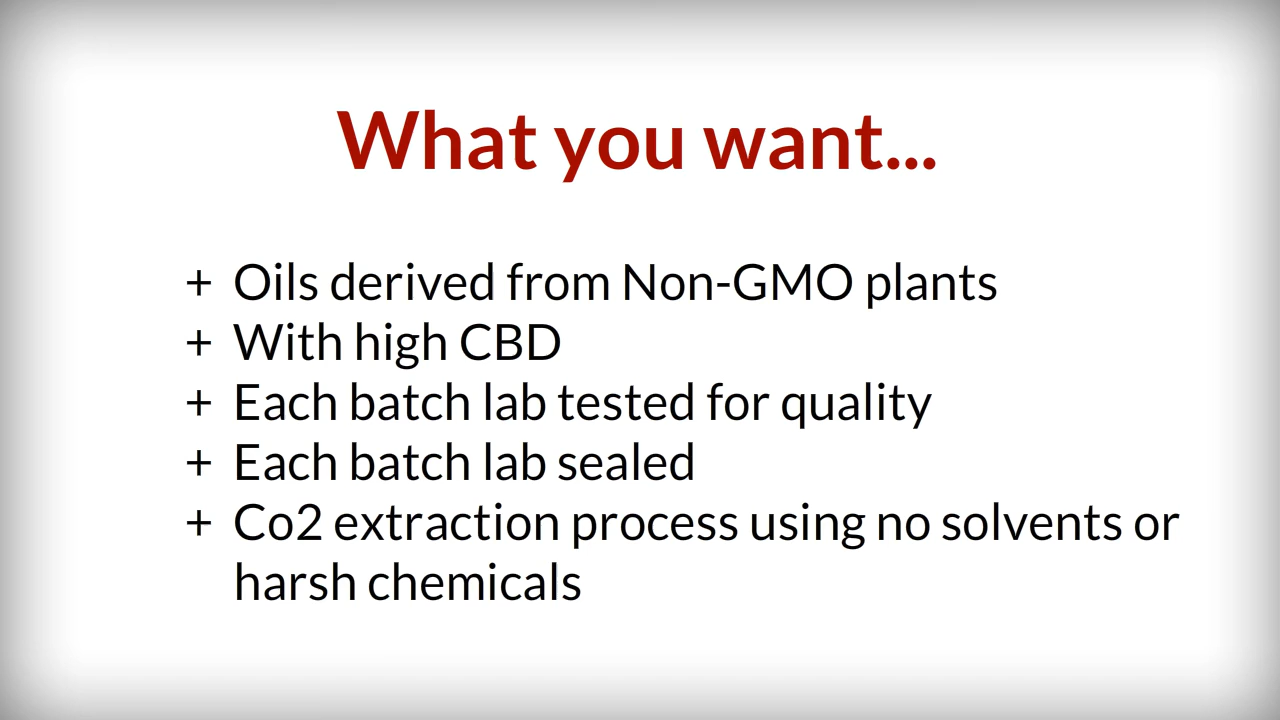 What you want...
+ Oils derived from Non-GMO plants
+ With high CBD
+ Each batch lab tested for quality
+ Each batch lab sealed
+ Co2 extraction process using no solvents or
harsh chemicals